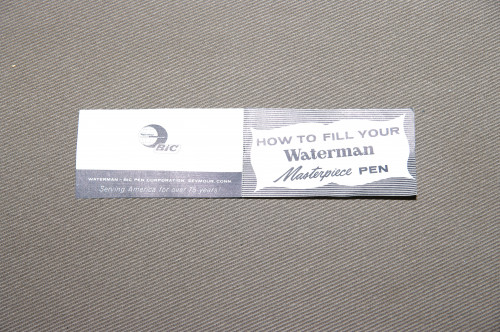 BiC
WATERMAN - BIC PEN CORPORATION, SEYMOUR, CONN.
Serving America for over 75 years!
HOW TO FILL YOUR
Waterman
Masterpiece PEN